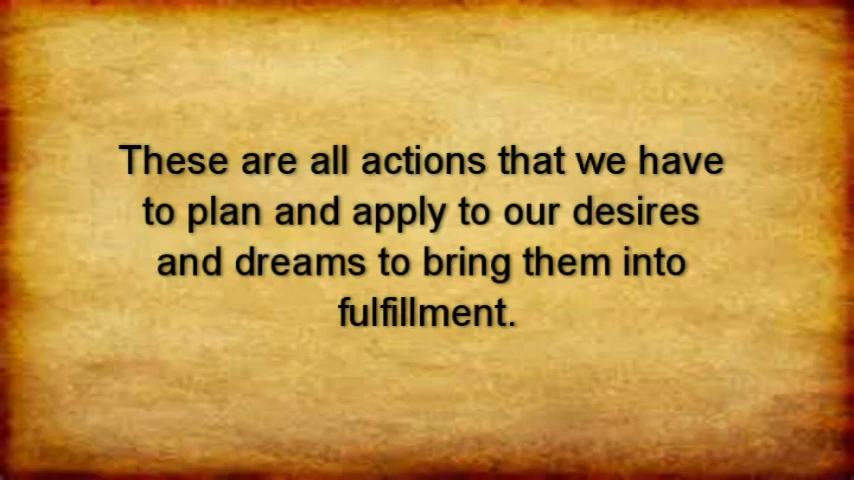 These are all actions that we have
to plan and apply to our desires
and dreams to bring them into
fulfillment.